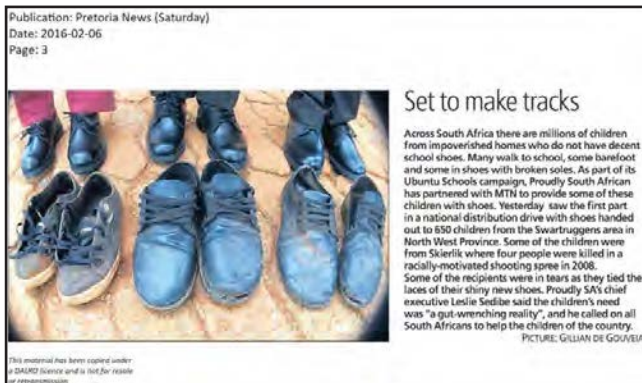 Publication: Pretoria News (Saturday)
Date: 2016-02-06
Page: 3
Set to make tracks
Across South Africa there are millions of children
from impoverished homes who do not have decent
school shoes. Many walk to school, some barefoot
and some in shoes with broken soles. As part of its
Ubuntu Schools campaign, Proudly South African
has partnered with MTN to provide some of these
children with shoes. Yesterday saw the first part
in a national distribution drive with shoes handed
out to 650 children from the Swartruggens area in
North West Province. Some of the children were
from Skierlik where four people were killed in a
racially-motivated shooting spree in 2008.
Some of the recipients were in tears as they tied the
laces of their shiny new shoes. Proudly SA's chief
executive Leslie Sedibe said the children's need
was "a gut-wrenching reality", and he called on all
South Africans to help the children of the country.
PICTURE: GILLIAN DE GOUVEIA
This material has been copied under
a DALRO licence and is not for resale
or retransmission